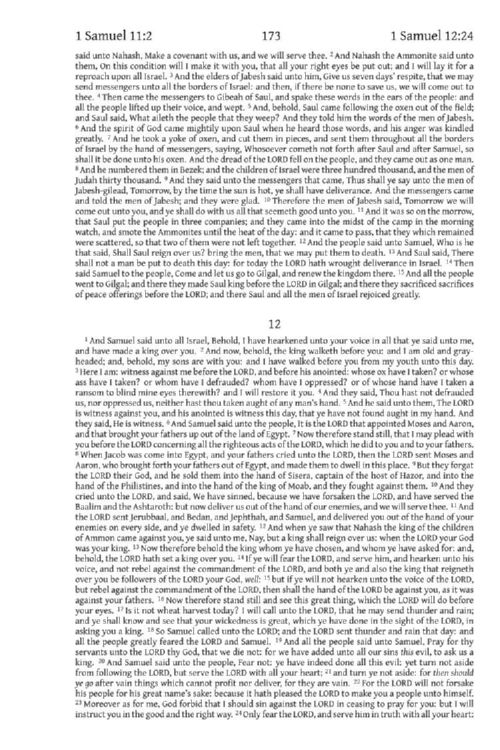 1 Samuel 11:2 173 1 Samuel 12:24
said unto Nahash, Make a covenant with us, and we will serve thee. 2 And Nahash the Ammonite said unto
them, On this condition will I make it with you, that all your right eyes be put out; and I will lay it for a
reproach upon all Israel. 3 And the elders of Jabesh said unto him, Give us seven days' respite, that we may
send messengers unto all the borders of Israel: and then, if there be none to save us, we will come out to
thee. 4 Then came the messengers to Gibeah of Saul, and spake these words in the ears of the people: and
all the people lifted up their voice, and wept. 5 And, behold, Saul came following the oxen out of the field;
and Saul said, What aileth the people that they weep? And they told him the words of the men of Jabesh.
6 And the spirit of God came mightily upon Saul when he heard those words, and his anger was kindled
greatly. 7 And he took a yoke of oxen, and cut them in pieces, and sent them throughout all the borders
of Israel by the hand of messengers, saying, Whosoever cometh not forth after Saul and after Samuel, so
shall it be done unto his oxen. And the dread of the LORD fell on the people, and they came out as one man.
8 And he numbered them in Bezek; and the children of Israel were three hundred thousand, and the men of
Judah thirty thousand. 9 And they said unto the messengers that came, Thus shall ye say unto the men of
Jabesh-gilead, Tomorrow, by the time the sun is hot, ye shall have deliverance. And the messengers came
and told the men of Jabesh; and they were glad. 10 Therefore the men of Jabesh said, Tomorrow we will
come out unto you, and ye shall do with us all that seemeth good unto you. 11 And it was so on the morrow,
that Saul put the people in three companies; and they came into the midst of the camp in the morning
watch, and smote the Ammonites until the heat of the day: and it came to pass, that they which remained
were scattered, so that two of them were not left together. 12 And the people said unto Samuel, Who is he
that said, Shall Saul reign over us? bring the men, that we may put them to death. 13 And Saul said, There
shall not a man be put to death this day: for today the LORD hath wrought deliverance in Israel. 14 Then
said Samuel to the people, Come and let us go to Gilgal, and renew the kingdom there. 15 And all the people
went to Gilgal; and there they made Saul king before the LORD in Gilgal; and there they sacrificed sacrifices
of peace offerings before the LORD; and there Saul and all the men of Israel rejoiced greatly.
12
1 And Samuel said unto all Israel, Behold, I have hearkened unto your voice in all that ye said unto me,
and have made a king over you. 2 And now, behold, the king walketh before you: and I am old and gray-
headed; and, behold, my sons are with you: and I have walked before you from my youth unto this day.
3 Here I am: witness against me before the LORD, and before his anointed: whose ox have I taken? or whose
ass have I taken? or whom have I defrauded? whom have I oppressed? or of whose hand have I taken a
ransom to blind mine eyes therewith? and I will restore it you. 4 And they said, Thou hast not defrauded
us, nor oppressed us, neither hast thou taken aught of any man's hand. 5 And he said unto them, The LORD
is witness against you, and his anointed is witness this day, that ye have not found aught in my hand. And
they said, He is witness. 6 And Samuel said unto the people, It is the LORD that appointed Moses and Aaron,
and that brought your fathers up out of the land of Egypt. 7 Now therefore stand still, that I may plead with
you before the LORD concerning all the righteous acts of the LORD, which he did to you and to your fathers.
8 When Jacob was come into Egypt, and your fathers cried unto the LORD, then the LORD sent Moses and
Aaron, who brought forth your fathers out of Egypt, and made them to dwell in this place. 9 But they forgat
the LORD their God, and he sold them into the hand of Sisera, captain of the host of Hazor, and into the
hand of the Philistines, and into the hand of the king of Moab, and they fought against them. 10 And they
cried unto the LORD, and said, We have sinned, because we have forsaken the LORD, and have served the
Baalim and the Ashtaroth: but now deliver us out of the hand of our enemies, and we will serve thee. 11 And
the LORD sent Jerubbaal, and Bedan, and Jephthah, and Samuel, and delivered you out of the hand of your
enemies on every side, and ye dwelled in safety. 12 And when ye saw that Nahash the king of the children
of Ammon came against you, ye said unto me, Nay, but a king shall reign over us: when the LORD your God
was your king. 13 Now therefore behold the king whom ye have chosen, and whom ye have asked for: and,
behold, the LORD hath set a king over you. 14 If ye will fear the LORD, and serve him, and hearken unto his
voice, and not rebel against the commandment of the LORD, and both ye and also the king that reigneth
over you be followers of the LORD your God, well: 15 but if ye will not hearken unto the voice of the LORD,
but rebel against the commandment of the LORD, then shall the hand of the LORD be against you, as it was
against your fathers. 16 Now therefore stand still and see this great thing, which the LORD will do before
your eyes. 17 Is it not wheat harvest today? I will call unto the LORD, that he may send thunder and rain;
and ye shall know and see that your wickedness is great, which ye have done in the sight of the LORD, in
asking you a king. 18 So Samuel called unto the LORD; and the LORD sent thunder and rain that day: and
all the people greatly feared the LORD and Samuel. 19 And all the people said unto Samuel, Pray for thy
servants unto the LORD thy God, that we die not: for we have added unto all our sins this evil, to ask us a
king. 20 And Samuel said unto the people, Fear not: ye have indeed done all this evil: yet turn not aside
from following the LORD, but serve the LORD with all your heart; 21 and turn ye not aside: for then should
ye go after vain things which cannot profit nor deliver, for they are vain. 22 For the LORD will not forsake
his people for his great name's sake: because it hath pleased the LORD to make you a people unto himself.
23 Moreover as for me, God forbid that I should sin against the LORD in ceasing to pray for you: but I will
instruct you in the good and the right way. 24 Only fear the LORD, and serve him in truth with all your heart: